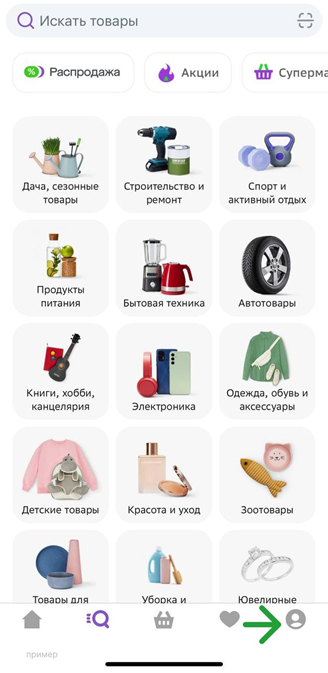 Искать товары
% Распродажа
Акции
Суперма
Дача, сезонные
товары
Строительство и
ремонт
Спорт и
активный отдых
Продукты
питания
Бытовая техника
Автотовары
Книги, хобби,
канцелярия
Электроника
Одежда, обувь и
аксессуары
Детские товары
Красота и уход
Зоотовары
Товары для
Уборка и
Ювелирные
пример